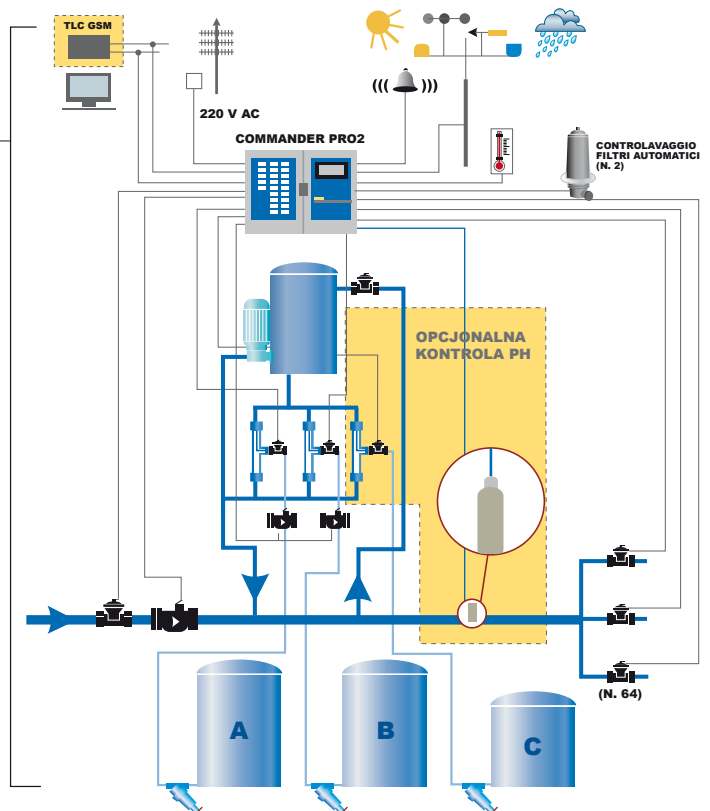 TLC GSM
220 V AC
COMMANDER PRO2
CONTROLAVAGGIO
FILTRI AUTOMATICI
(N. 2)
OPCJONALNA
KONTROLA PH
(N. 64)
A
B
C